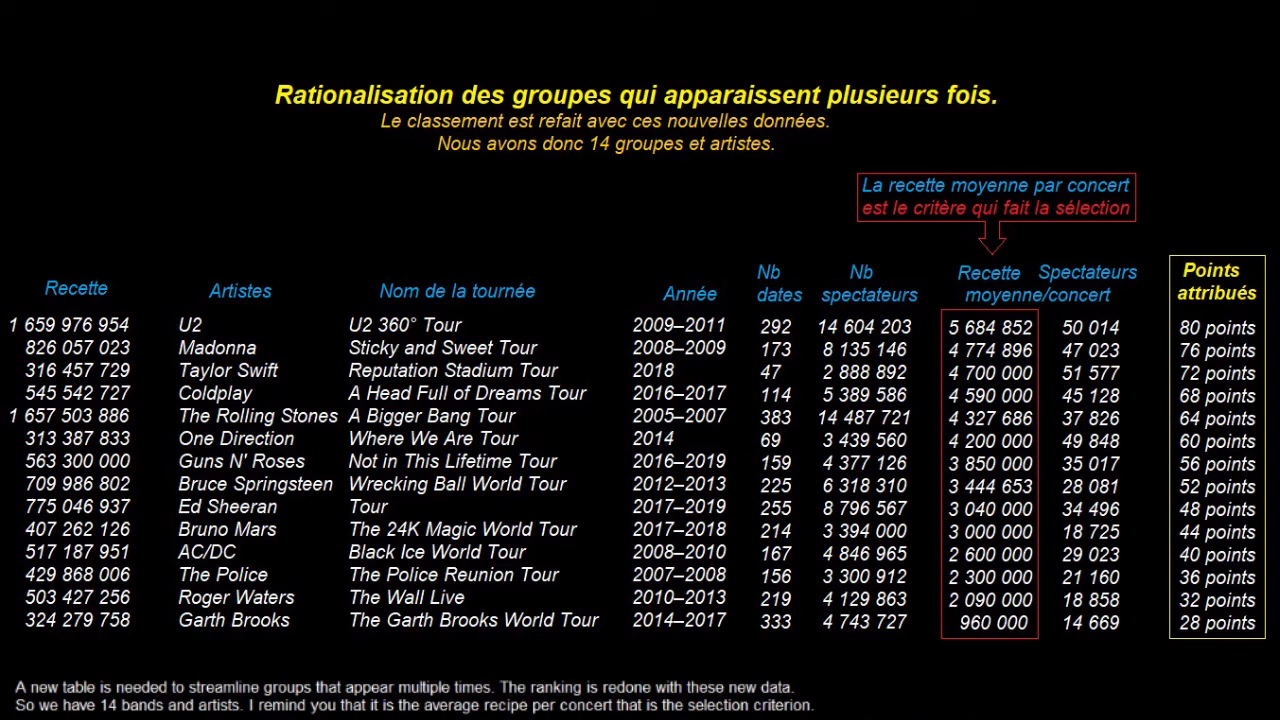 Rationalisation des groupes qui apparaissent plusieurs fois.
Le classement est refait avec ces nouvelles données.
Nous avons donc 14 groupes et artistes.
La recette moyenne par concert
est le critère qui fait la sélection
Recette Artistes Nom de la tournée Année Nb dates Nb spectateurs Recette Spectateurs moyenne/concert Points attribués
1 659 976 954 U2 U2 360° Tour 2009–2011 292 14 604 203 5 684 852 50 014 80 points
826 057 023 Madonna Sticky and Sweet Tour 2008–2009 173 8 135 146 4 774 896 47 023 76 points
316 457 729 Taylor Swift Reputation Stadium Tour 2018 47 2 888 892 4 700 000 51 577 72 points
545 542 727 Coldplay A Head Full of Dreams Tour 2016–2017 114 5 389 586 4 590 000 45 128 68 points
1 657 503 886 The Rolling Stones A Bigger Bang Tour 2005–2007 383 14 487 721 4 327 686 37 826 64 points
313 387 833 One Direction Where We Are Tour 2014 69 3 439 560 4 200 000 49 848 60 points
563 300 000 Guns N' Roses Not in This Lifetime Tour 2016–2019 159 4 377 126 3 850 000 35 017 56 points
709 986 802 Bruce Springsteen Wrecking Ball World Tour 2012–2013 225 6 318 310 3 444 653 28 081 52 points
775 046 937 Ed Sheeran Tour 2017–2019 255 8 796 567 3 040 000 34 496 48 points
407 262 126 Bruno Mars The 24K Magic World Tour 2017–2018 214 3 394 000 3 000 000 18 725 44 points
517 187 951 AC/DC Black Ice World Tour 2008–2010 167 4 846 965 2 600 000 29 023 40 points
429 868 006 The Police The Police Reunion Tour 2007–2008 156 3 300 912 2 300 000 21 160 36 points
503 427 256 Roger Waters The Wall Live 2010–2013 219 4 129 863 2 090 000 18 858 32 points
324 279 758 Garth Brooks The Garth Brooks World Tour 2014–2017 333 4 743 727 960 000 14 669 28 points
A new table is needed to streamline groups that appear multiple times. The ranking is redone with these new data.
So we have 14 bands and artists. I remind you that it is the average recipe per concert that is the selection criterion.